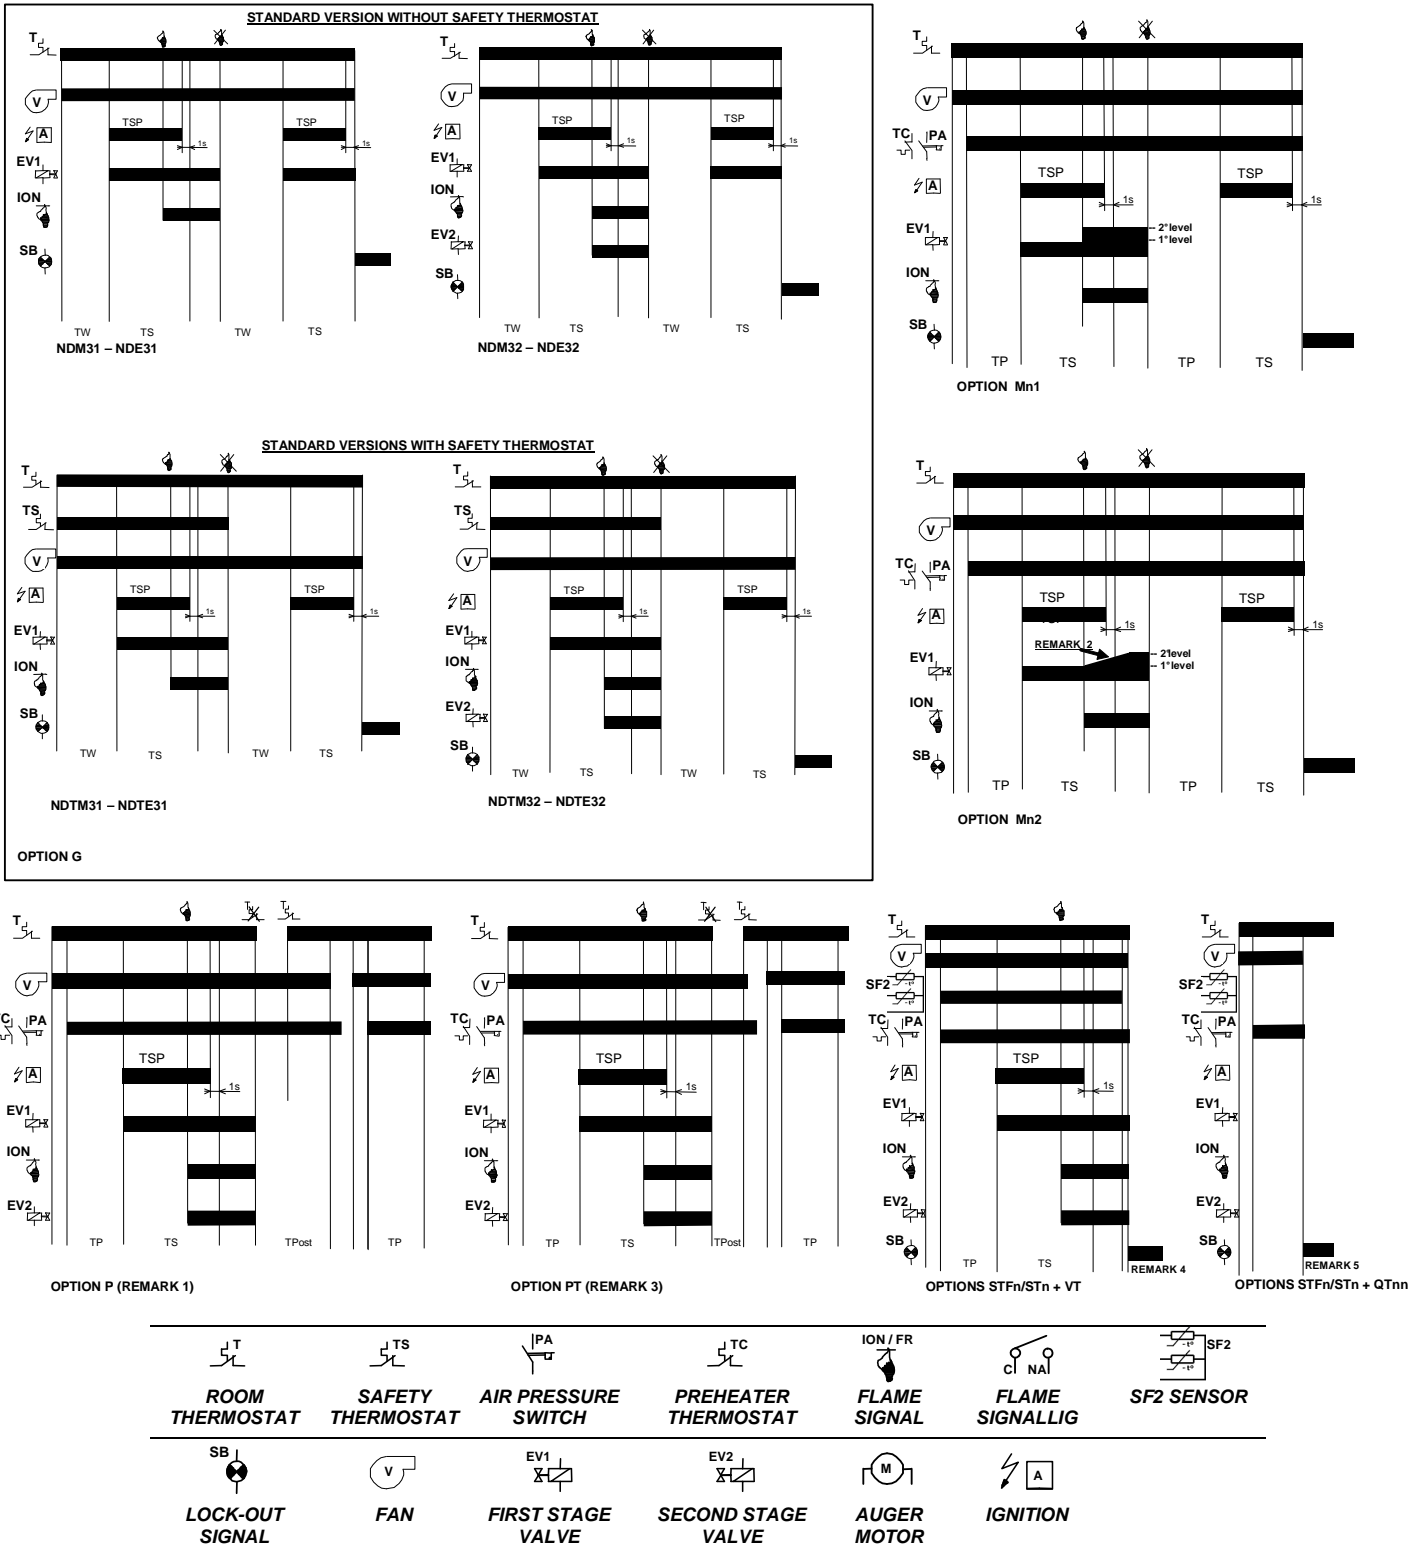 STANDARD VERSION WITHOUT SAFETY THERMOSTAT
T
V
A
TSP
TSP
1s
1s
EV1
ION
SB
TW
TS
TW
TS
NDM31 – NDE31
T
V
A
TSP
TSP
1s
1s
EV1
ION
EV2
SB
TW
TS
TW
TS
NDM32 – NDE32
T
V
TC
PA
A
TSP
TSP
1s
1s
EV1
2°level
1°level
ION
SB
TP
TS
TP
TS
OPTION Mn1
STANDARD VERSIONS WITH SAFETY THERMOSTAT
T
TS
V
A
TSP
TSP
1s
1s
EV1
ION
SB
TW
TS
TW
TS
NDTM31 – NDTE31
T
TS
V
A
TSP
TSP
1s
1s
EV1
ION
EV2
SB
TW
TS
TW
TS
NDTM32 – NDTE32
OPTION G
T
V
TC
PA
A
TSP
TSP
1s
1s
REMARK 2
EV1
2°level
1°level
ION
SB
TP
TS
TP
TS
OPTION Mn2
T
V
TC
PA
A
TSP
1s
EV1
ION
EV2
TP
TS
TPost
TP
OPTION P (REMARK 1)
T
V
TC
PA
A
TSP
1s
EV1
ION
EV2
TP
TS
TPost
TP
OPTION PT (REMARK 3)
T
V
SF2
-t°
-t°
TC
PA
A
TSP
1s
EV1
ION
EV2
SB
TP
TS
REMARK 4
OPTIONS STFn/STn + VT
T
V
SF2
-t°
-t°
TC
PA
A
EV1
ION
EV2
SB
REMARK 5
OPTIONS STFn/STn + QTnn
T
ROOM
THERMOSTAT
TS
SAFETY
THERMOSTAT
PA
AIR PRESSURE
SWITCH
TC
PREHEATER
THERMOSTAT
ION / FR
FLAME
SIGNAL
C NA
FLAME
SIGNALLIG
SF2
-t°
-t°
SF2 SENSOR
SB
LOCK-OUT
SIGNAL
V
FAN
EV1
FIRST STAGE
VALVE
EV2
SECOND STAGE
VALVE
M
AUGER
MOTOR
A
IGNITION